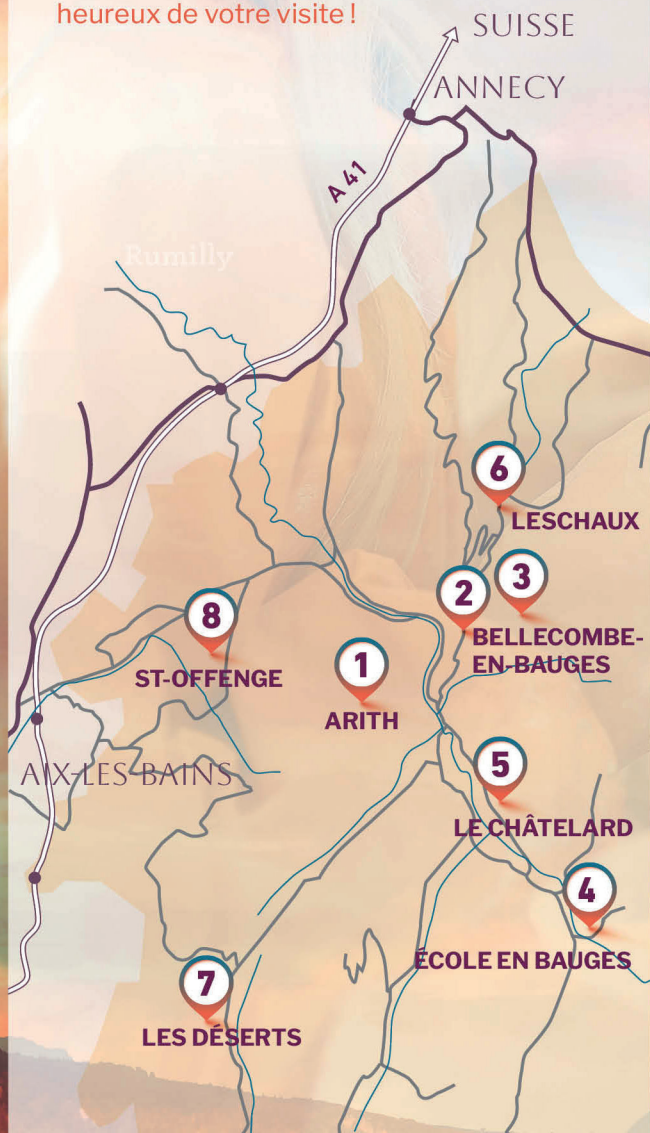 heureux de votre visite !
SUISSE
ANNECY
A 41
Rumilly
6
LESCHAUX
3
2
8
BELLECOMBE-
EN-BAUGES
1
ST-OFFENGE
ARITH
5
AIX-LES-BAINS
LE CHÂTELARD
4
ÉCOLE EN BAUGES
7
LES DÉSERTS